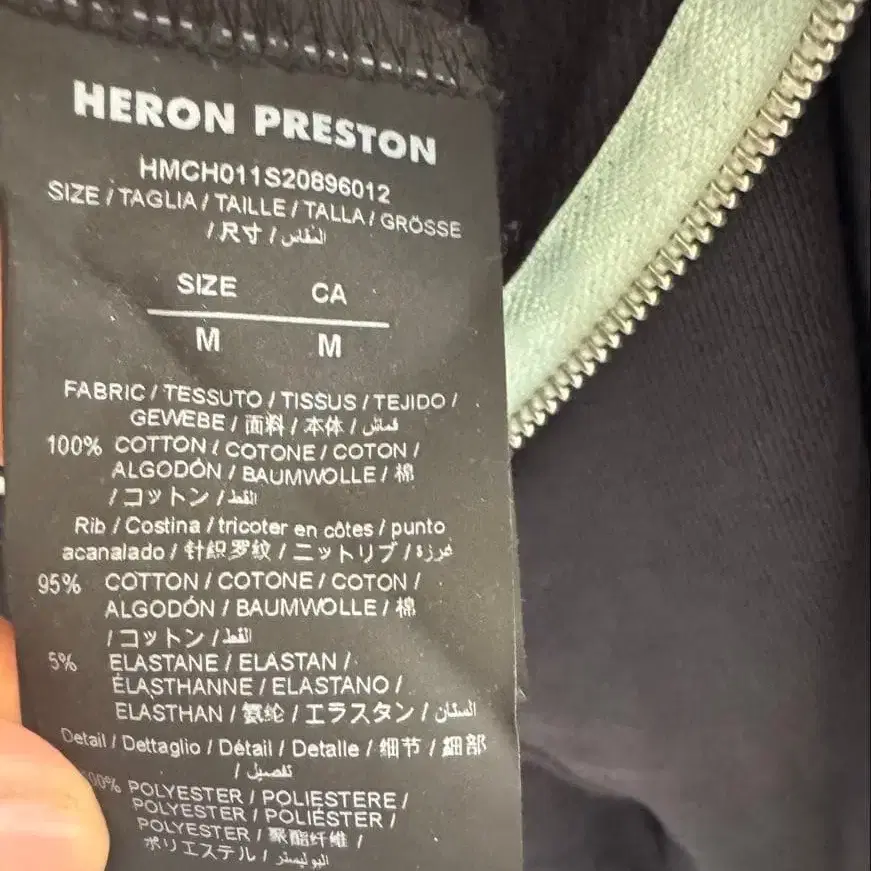 HERON PRESTON
HMCH011S20896012
SIZE / TAGLIA / TAILLE / TALLA / GRÖSSE
/ 尺寸 / المقاس
SIZE CA
M M
FABRIC / TESSUTO / TISSUS / TEJIDO /
GEWEBE / 面料 / 本体 / قماش
100% COTTON / COTONE / COTON /
ALGODÓN / BAUMWOLLE / 棉
/ コットン / القط
Rib / Costina / tricoter en côtes / punto
acanalado / 针织罗纹 / ニットリブ / غرزة
95% COTTON / COTONE / COTON /
ALGODÓN / BAUMWOLLE / 棉
/ コットン / القط
5% ELASTANE / ELASTAN /
ÉLASTHANNE / ELASTANO /
ELASTHAN / 氨纶 / エラスタン /
Detail / Dettaglio / Détail / Detalle / 细节 / 細部
/ تفصيل
00% POLYESTER / POLIESTERE /
POLYESTER / POLIÉSTER /
POLYESTER / 聚酯纤维 /
ポリエステル / البوليستر